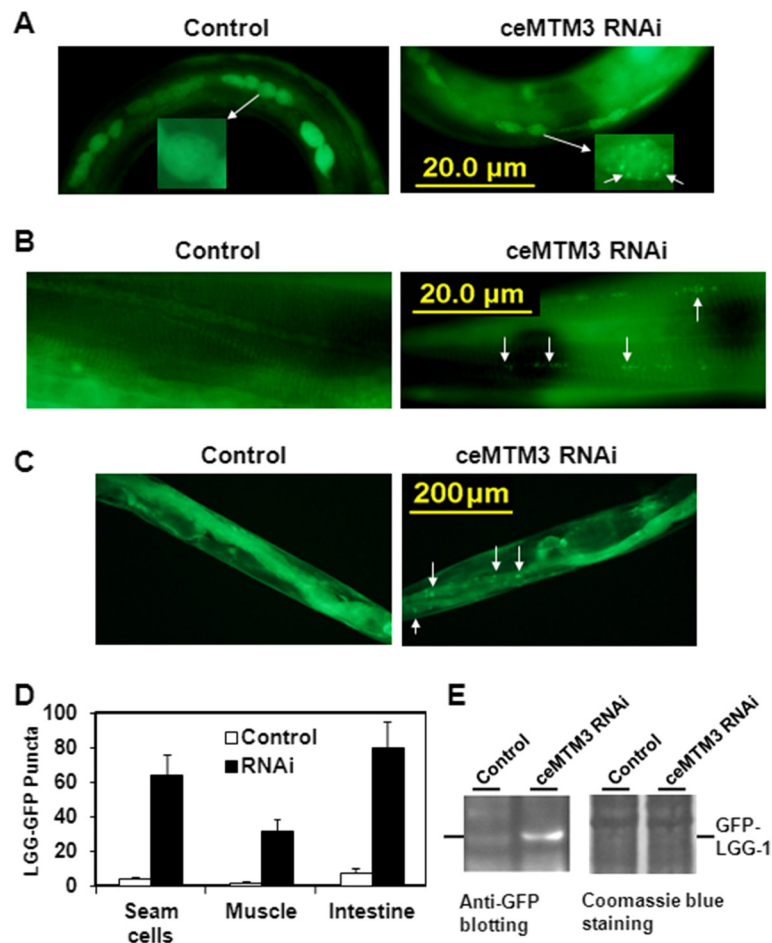 A
Control
ceMTM3 RNAi
20.0 µm
B
Control
ceMTM3 RNAi
20.0 µm
C
Control
ceMTM3 RNAi
200µm
D
LGG-GFP Puncta
100
80
60
40
20
0
Control
RNAi
Seam cells
Muscle
Intestine
E
Control
ceMTM3 RNAi
Control
ceMTM3 RNAi
GFP-
LGG-1
Anti-GFP
blotting
Coomassie blue
staining